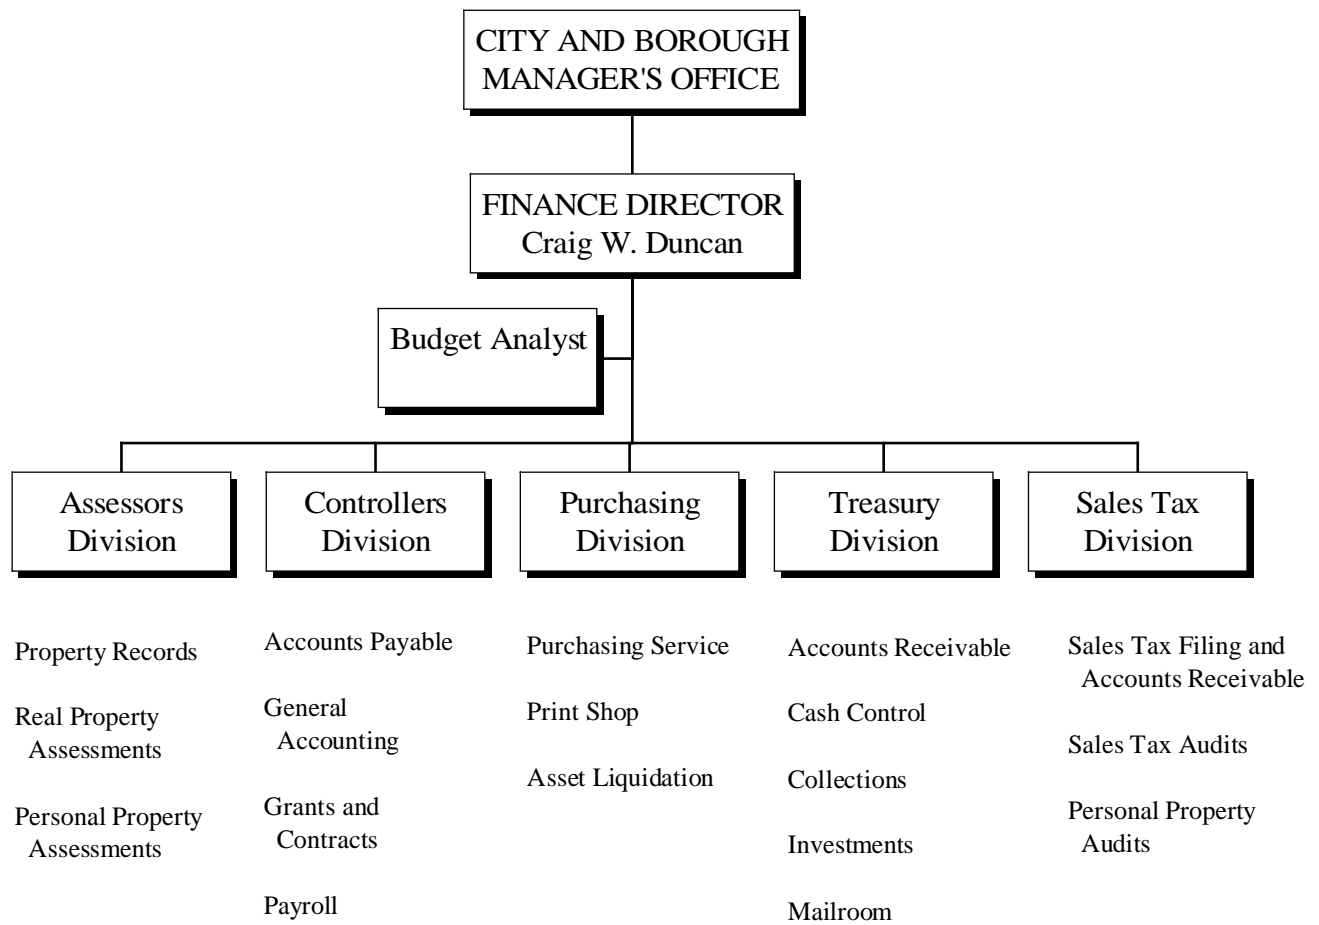 CITY AND BOROUGH
MANAGER'S OFFICE
FINANCE DIRECTOR
Craig W. Duncan
Budget Analyst
Assessors
Division
Controllers
Division
Purchasing
Division
Treasury
Division
Sales Tax
Division
Property Records
Real Property
Assessments
Personal Property
Assessments
Accounts Payable
General
Accounting
Grants and
Contracts
Payroll
Purchasing Service
Print Shop
Asset Liquidation
Accounts Receivable
Cash Control
Collections
Investments
Mailroom
Sales Tax Filing and
Accounts Receivable
Sales Tax Audits
Personal Property
Audits